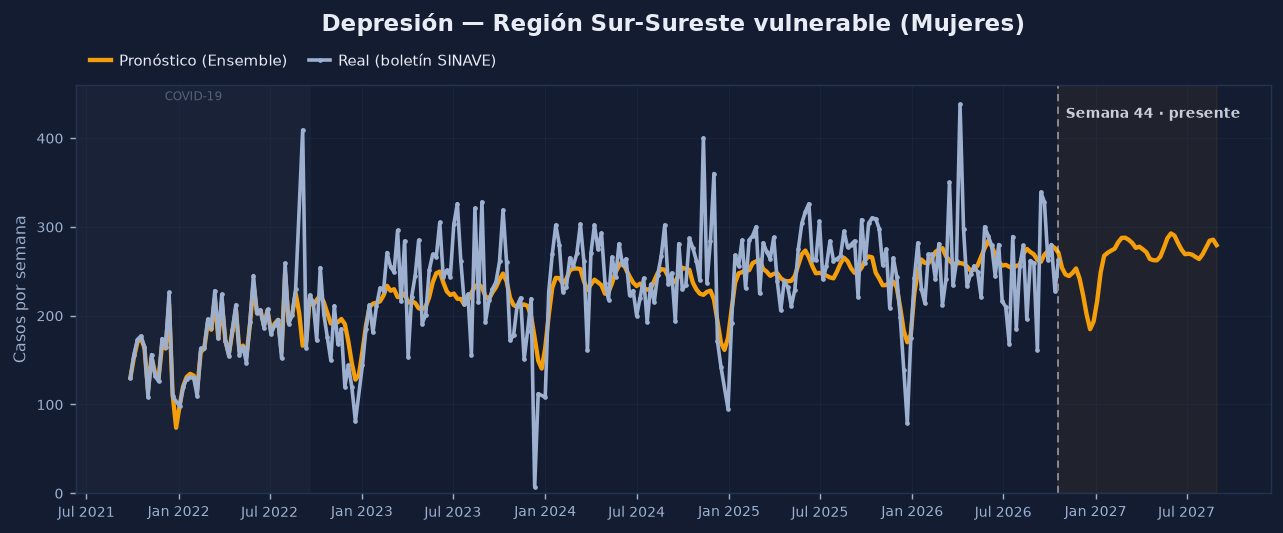 Depresión — Región Sur-Sureste vulnerable (Mujeres)
Pronóstico (Ensemble)
Real (boletín SINAVE)
COVID-19
Semana 44 · presente
Casos por semana
400
300
200
100
0
Jul 2021
Jan 2022
Jul 2022
Jan 2023
Jul 2023
Jan 2024
Jul 2024
Jan 2025
Jul 2025
Jan 2026
Jul 2026
Jan 2027
Jul 2027